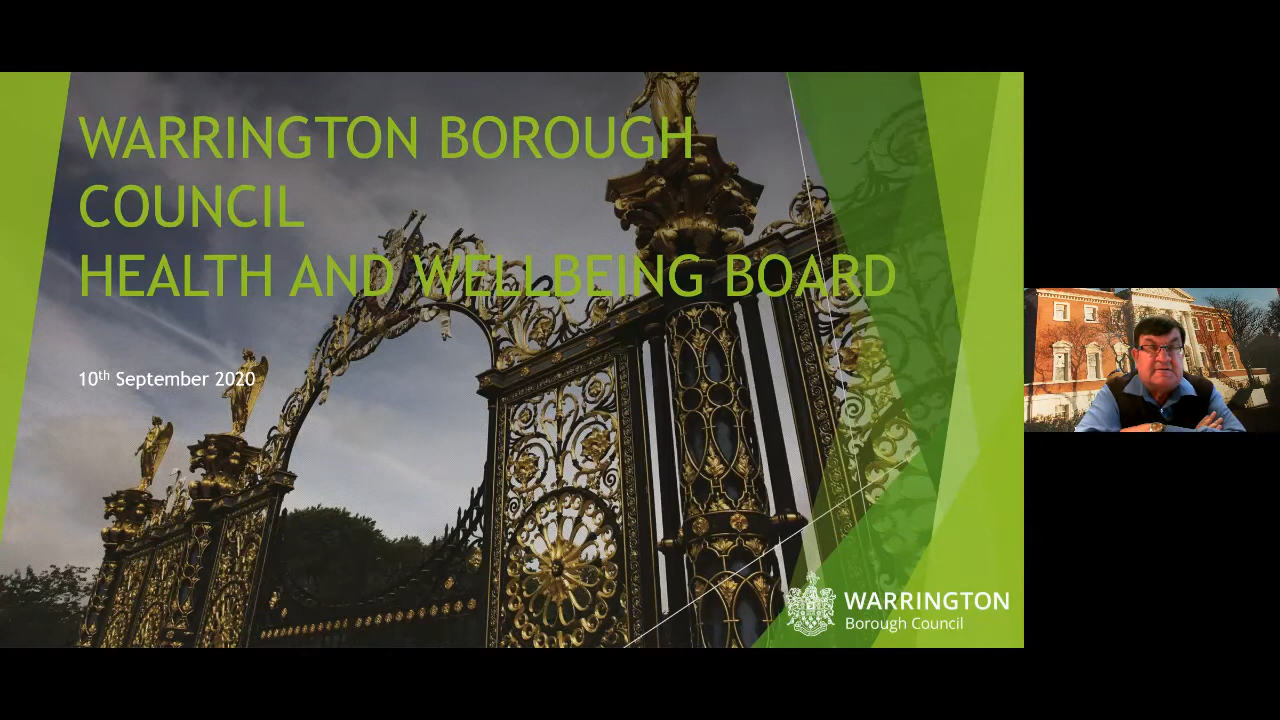 WARRINGTON BOROUGH
COUNCIL
HEALTH AND WELLBEING BOARD
10th September 2020
WARRINGTON
Borough Council